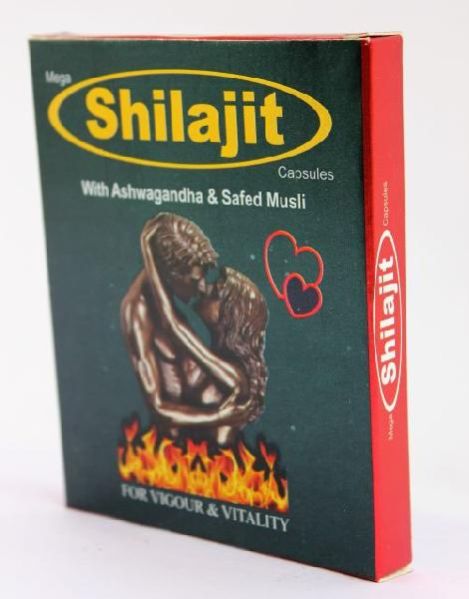 Mega
Shilajit
Capsules
With Ashwagandha & Safed Musli
FOR VIGOUR & VITALITY
Mega
Shilajit
Capsules